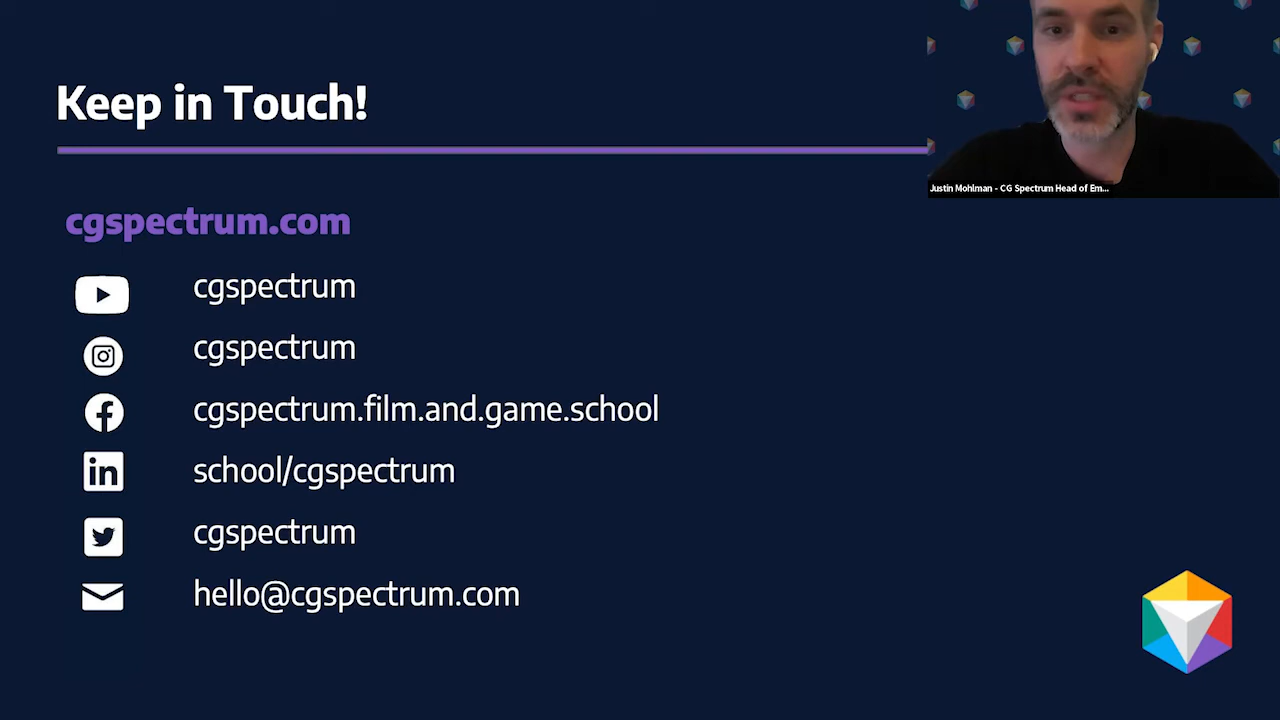 Keep in Touch!
cgspectrum.com
cgspectrum
cgspectrum
cgspectrum.film.and.game.school
school/cgspectrum
cgspectrum
hello@cgspectrum.com
Justin Mohlman - CG Spectrum Head of Em...